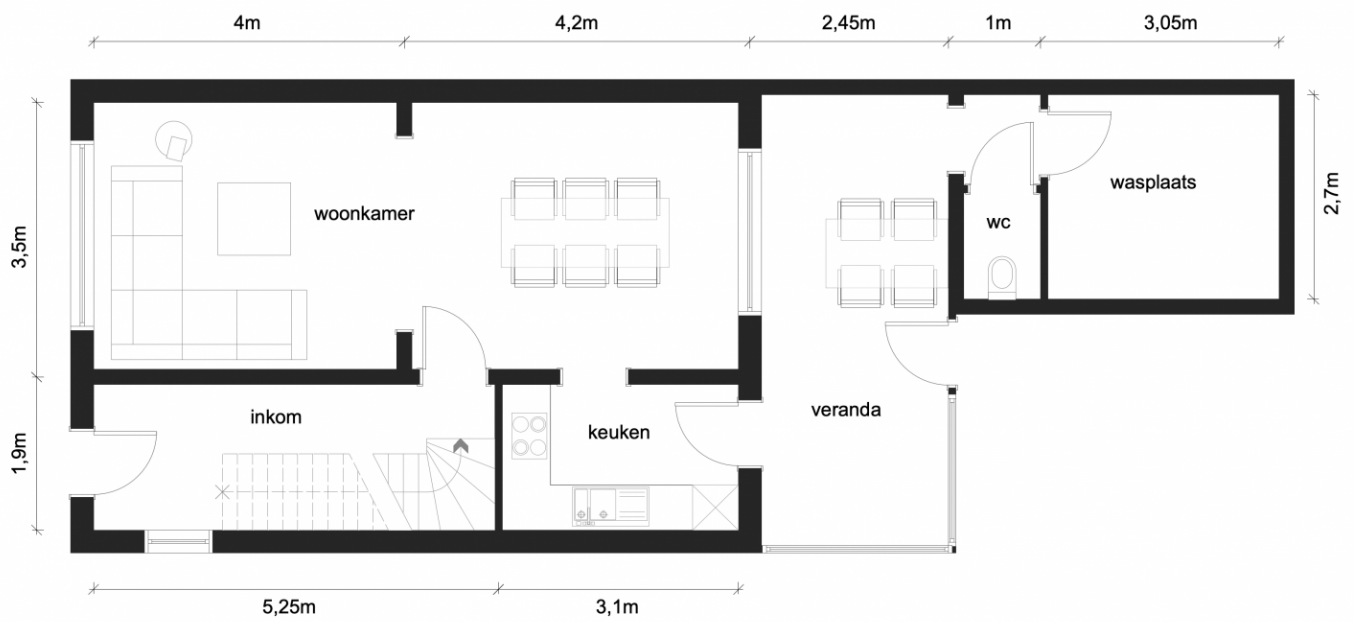 4m
4,2m
2,45m
1m
3,05m
3,5m
woonkamer
wasplaats
2,7m
wc
veranda
inkom
keuken
1,9m
5,25m
3,1m